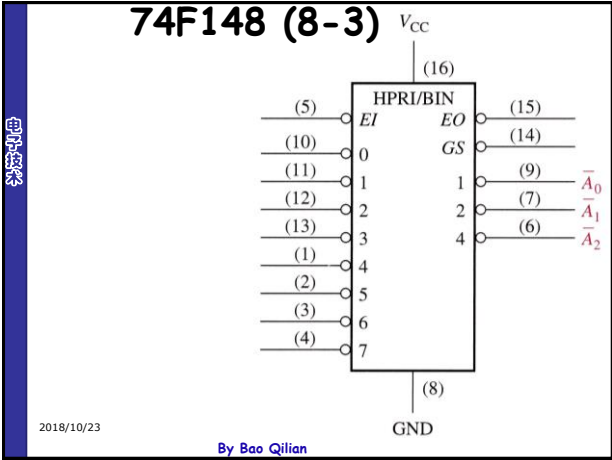 74F148 (8-3)
电子技术
VCC
(16)
HPRI/BIN
(5) EI EO (15)
(10) 0 GS (14)
(11) 1 1 (9) A̅0
(12) 2 2 (7) A̅1
(13) 3 4 (6) A̅2
(1) 4
(2) 5
(3) 6
(4) 7
(8)
GND
2018/10/23
By Bao Qilian